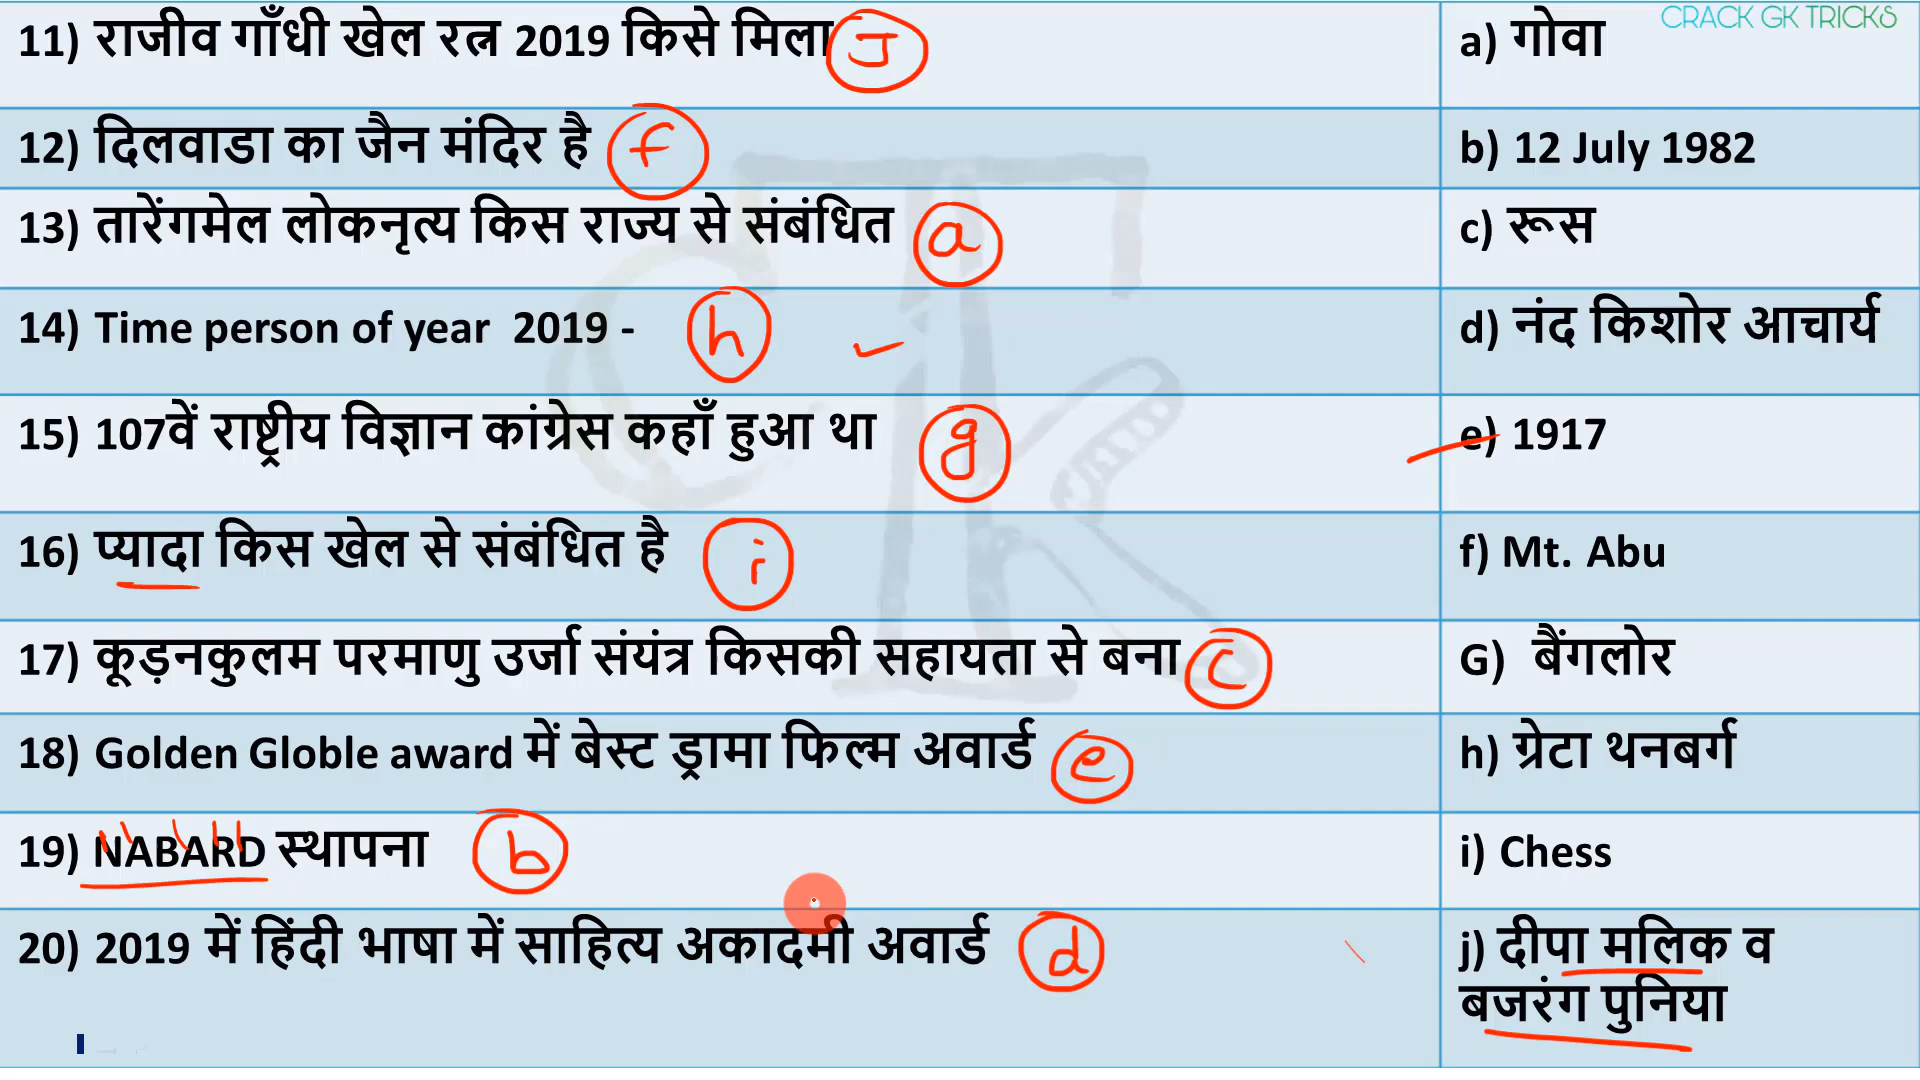 CRACK GK TRICKS
11) राजीव गाँधी खेल रत्न 2019 किसे मिला J
a) गोवा
12) दिलवाडा का जैन मंदिर है f
b) 12 July 1982
13) तारेंगमेल लोकनृत्य किस राज्य से संबंधित a
c) रूस
14) Time person of year 2019 - h
d) नंद किशोर आचार्य
15) 107वें राष्ट्रीय विज्ञान कांग्रेस कहाँ हुआ था g
e) 1917
16) प्यादा किस खेल से संबंधित है i
f) Mt. Abu
17) कूड़नकुलम परमाणु उर्जा संयंत्र किसकी सहायता से बना c
G) बैंगलोर
18) Golden Globle award में बेस्ट ड्रामा फिल्म अवार्ड e
h) ग्रेटा थनबर्ग
19) NABARD स्थापना b
i) Chess
20) 2019 में हिंदी भाषा में साहित्य अकादमी अवार्ड d
j) दीपा मलिक व
बजरंग पुनिया